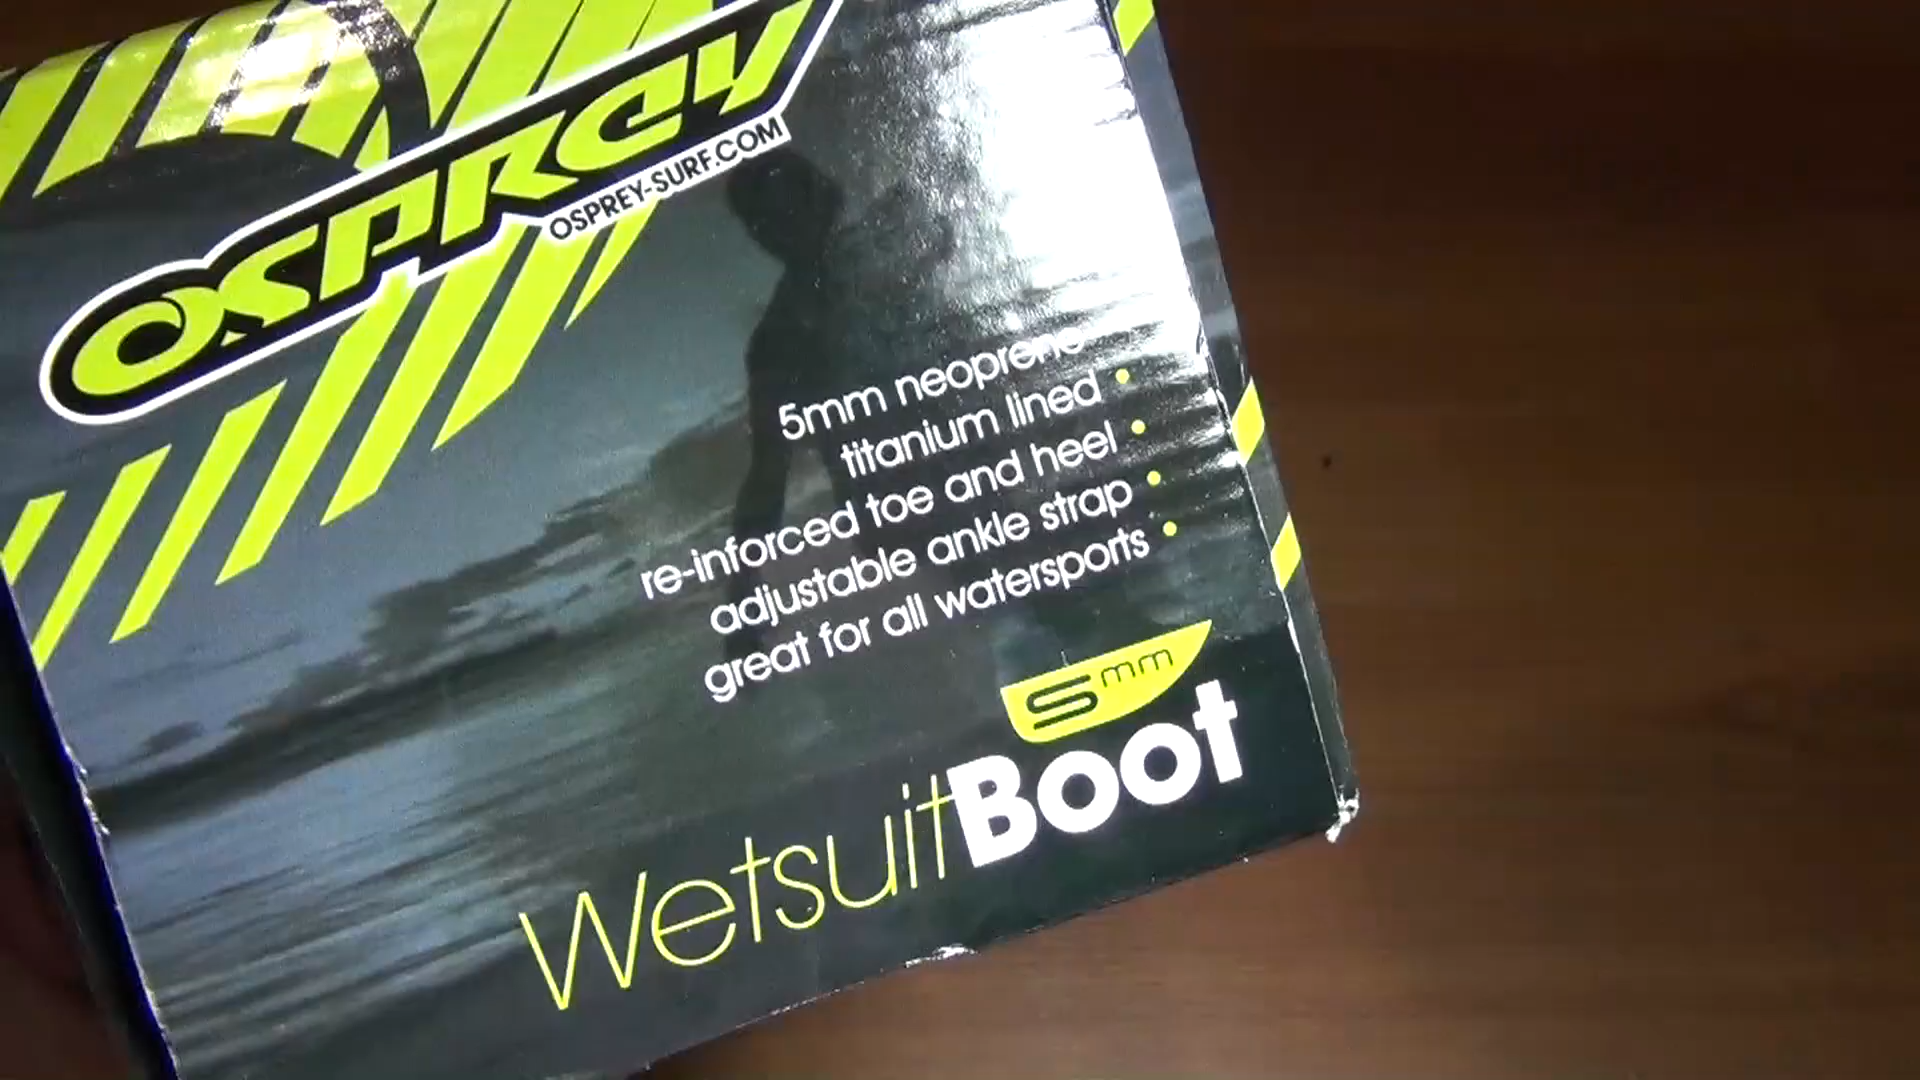 OSPREY
OSPREY-SURF.COM
5mm neoprene
titanium lined
re-inforced toe and heel
adjustable ankle strap
great for all watersports
5mm
WetsuitBoot